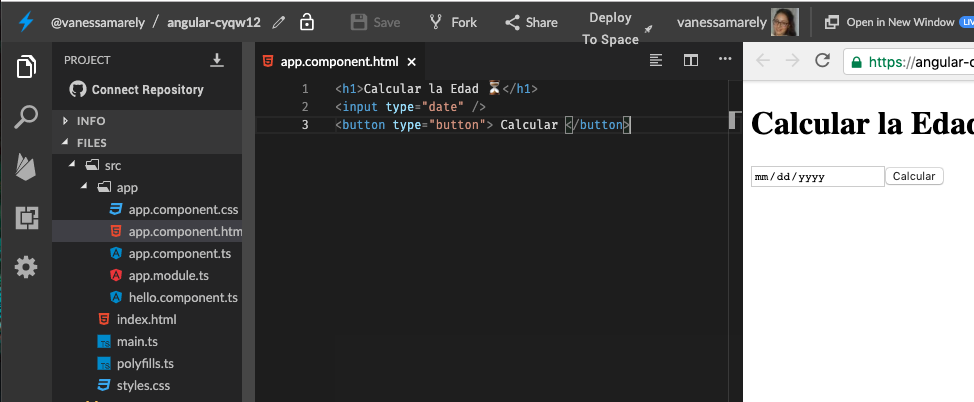 @vanessamarely / angular-cyqw12 Save Fork Share Deploy To Space vanessamarely Open in New Window LIV
PROJECT
Connect Repository
INFO
FILES
src
app
app.component.css
app.component.htm
app.component.ts
app.module.ts
hello.component.ts
index.html
main.ts
polyfills.ts
styles.css
app.component.html
1 <h1>Calcular la Edad ⏳</h1>
2 <input type="date" />
3 <button type="button"> Calcular </button>
https://angular-c
Calcular la Edad
mm/dd/yyyy Calcular